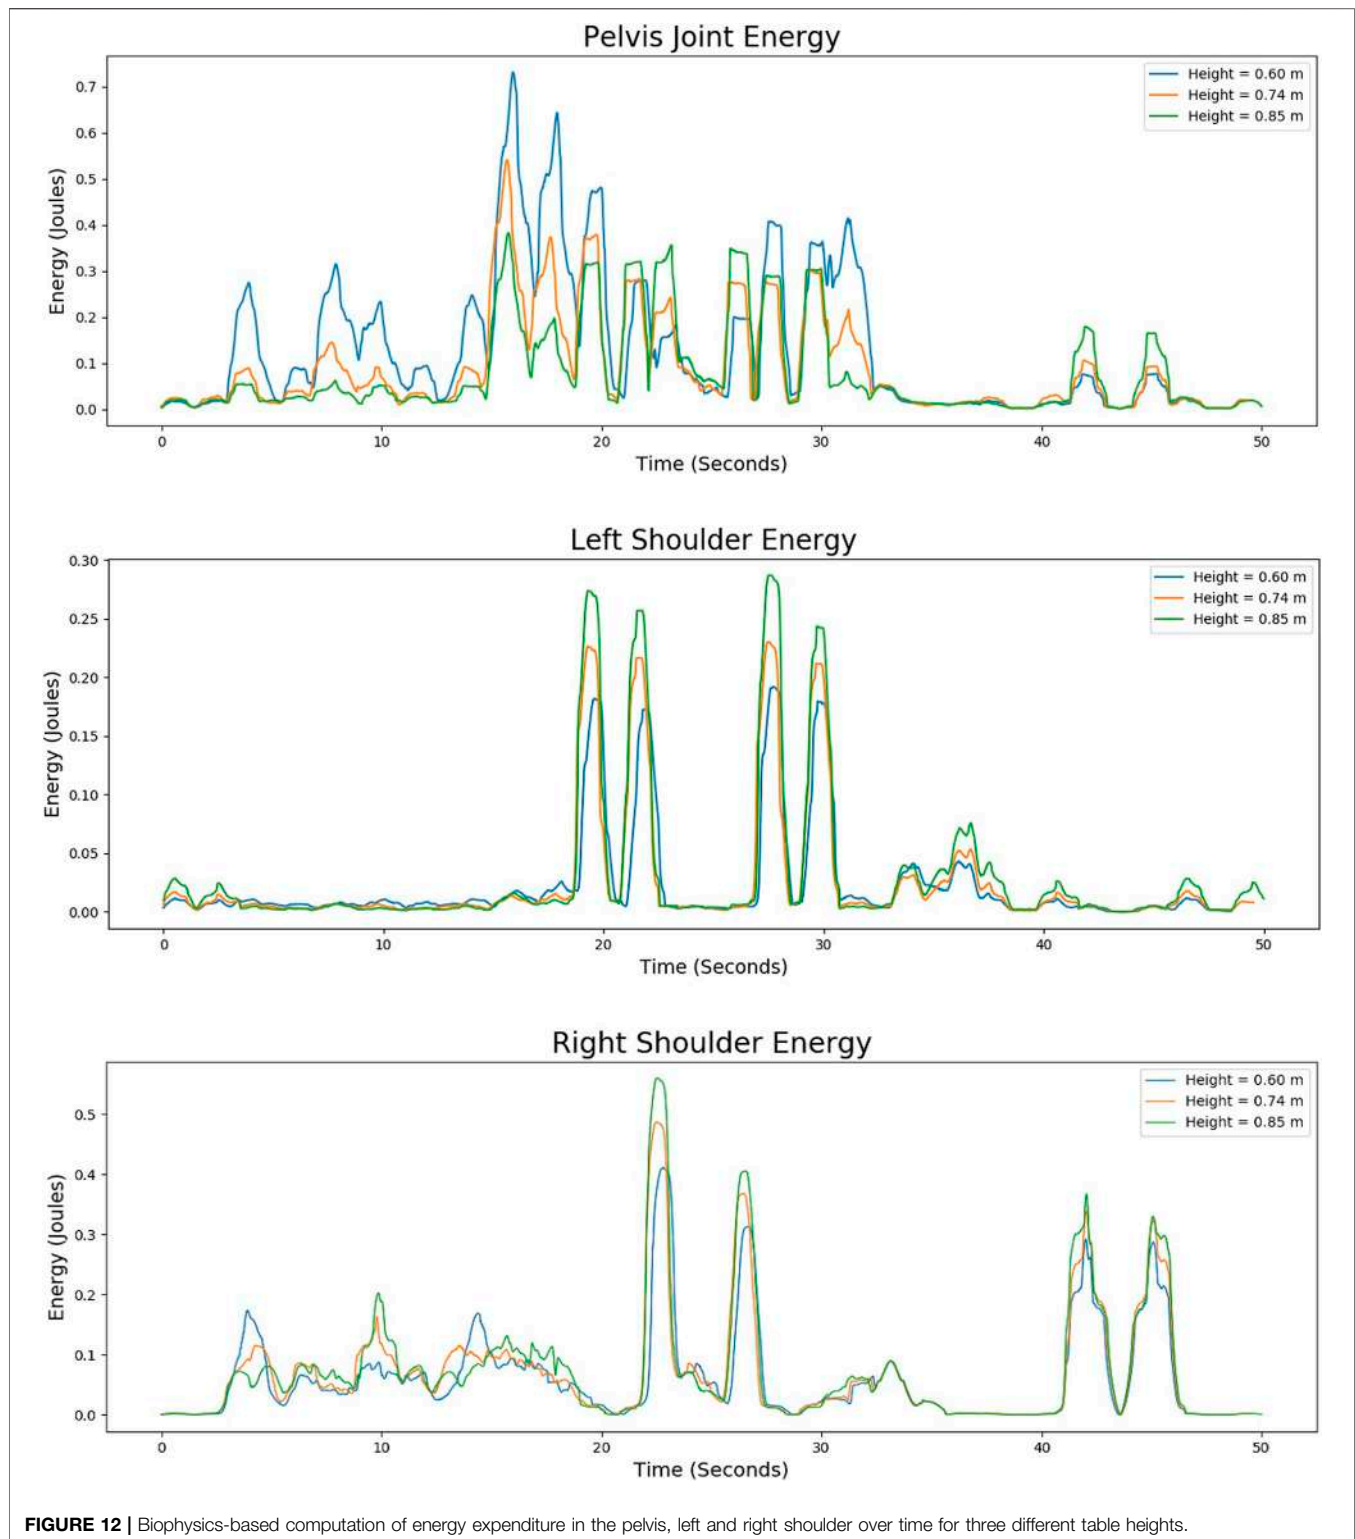 Pelvis Joint Energy
Height = 0.60 m
Height = 0.74 m
Height = 0.85 m
Energy (Joules)
0.7
0.6
0.5
0.4
0.3
0.2
0.1
0.0
0 10 20 30 40 50
Time (Seconds)
Left Shoulder Energy
Height = 0.60 m
Height = 0.74 m
Height = 0.85 m
Energy (Joules)
0.30
0.25
0.20
0.15
0.10
0.05
0.00
0 10 20 30 40 50
Time (Seconds)
Right Shoulder Energy
Height = 0.60 m
Height = 0.74 m
Height = 0.85 m
Energy (Joules)
0.5
0.4
0.3
0.2
0.1
0.0
0 10 20 30 40 50
Time (Seconds)
FIGURE 12 | Biophysics-based computation of energy expenditure in the pelvis, left and right shoulder over time for three different table heights.